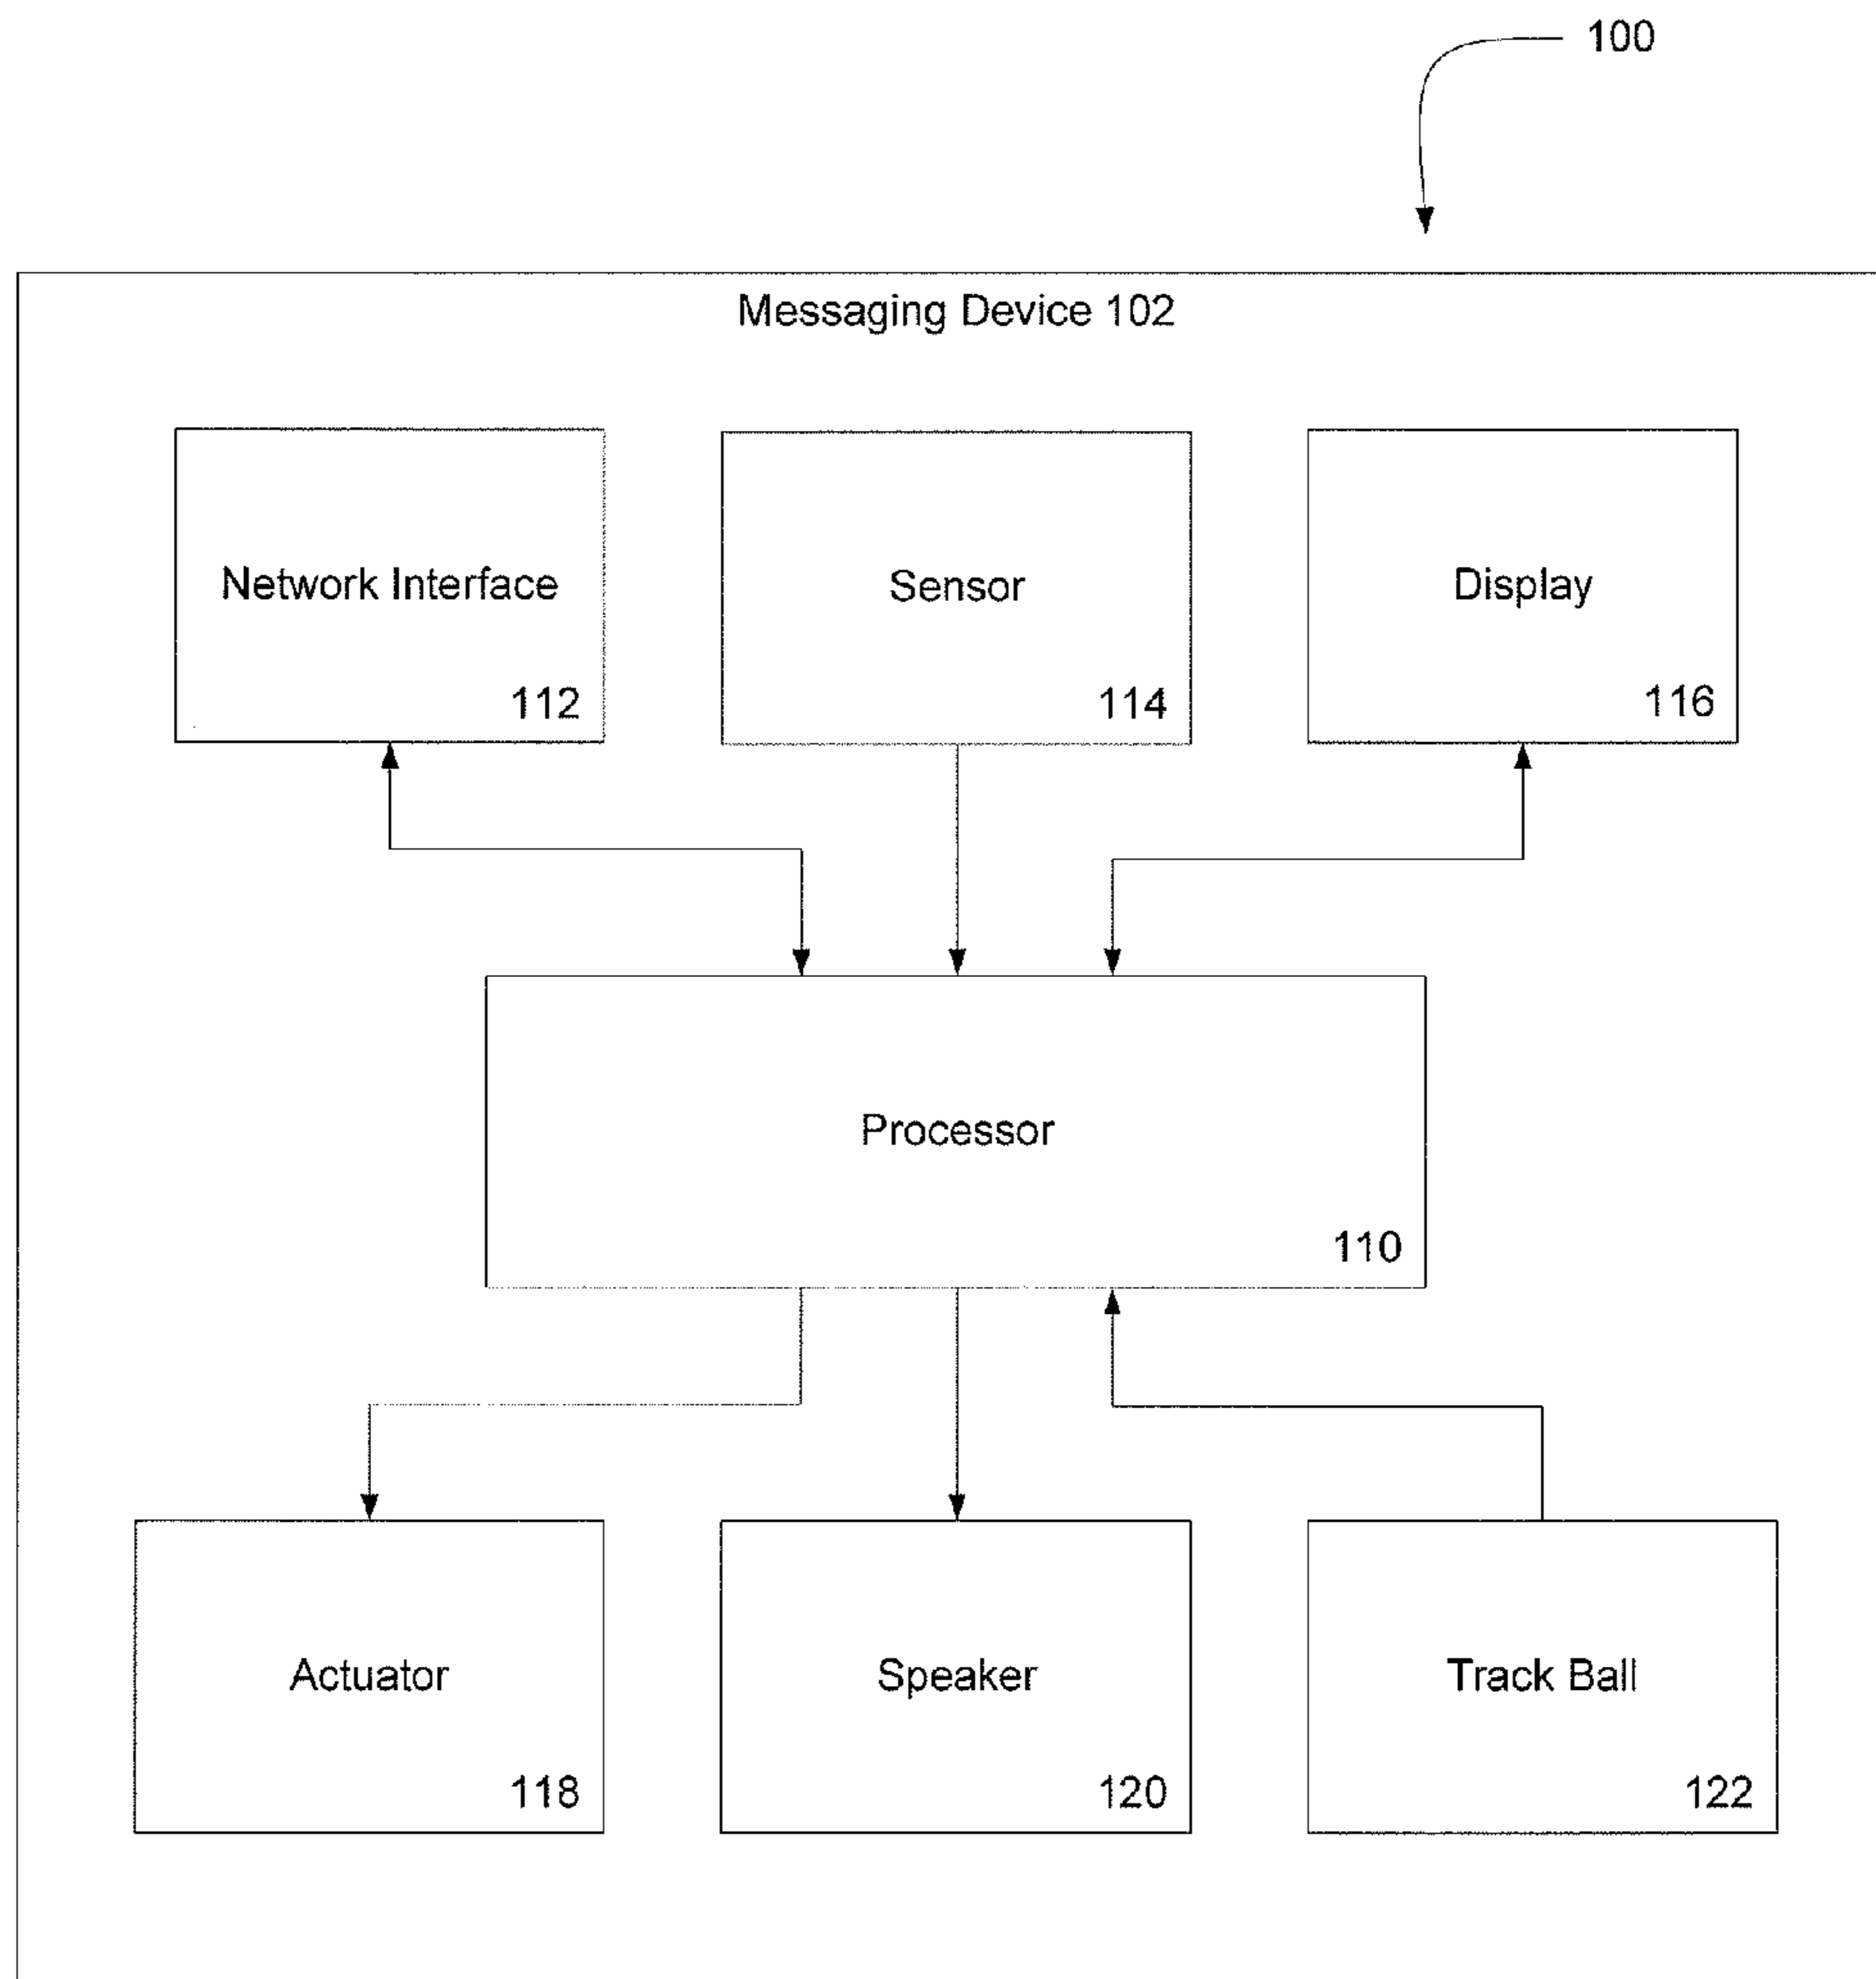 100
Messaging Device 102
Network Interface
112
Sensor
114
Display
116
Processor
110
Actuator
118
Speaker
120
Track Ball
122